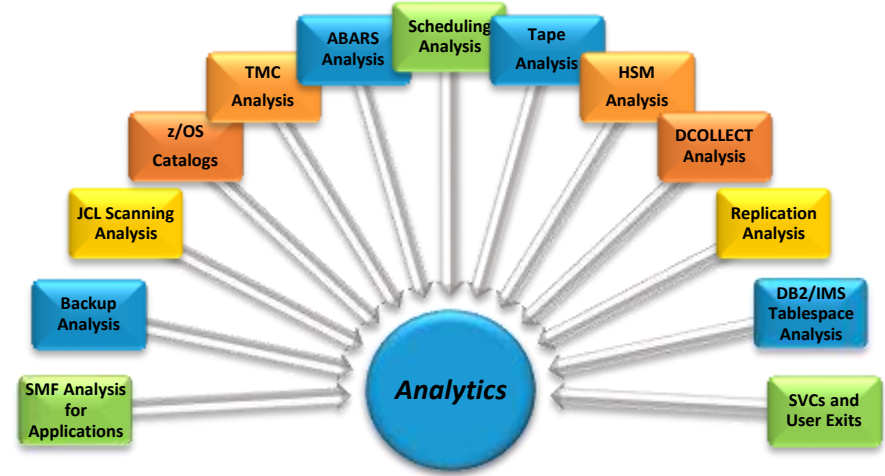 Scheduling
Analysis
ABARS
Analysis
Tape
Analysis
TMC
Analysis
HSM
Analysis
z/OS
Catalogs
DCOLLECT
Analysis
JCL Scanning
Analysis
Replication
Analysis
Backup
Analysis
DB2/IMS
Tablespace
Analysis
SMF Analysis
for
Applications
Analytics
SVCs and
User Exits